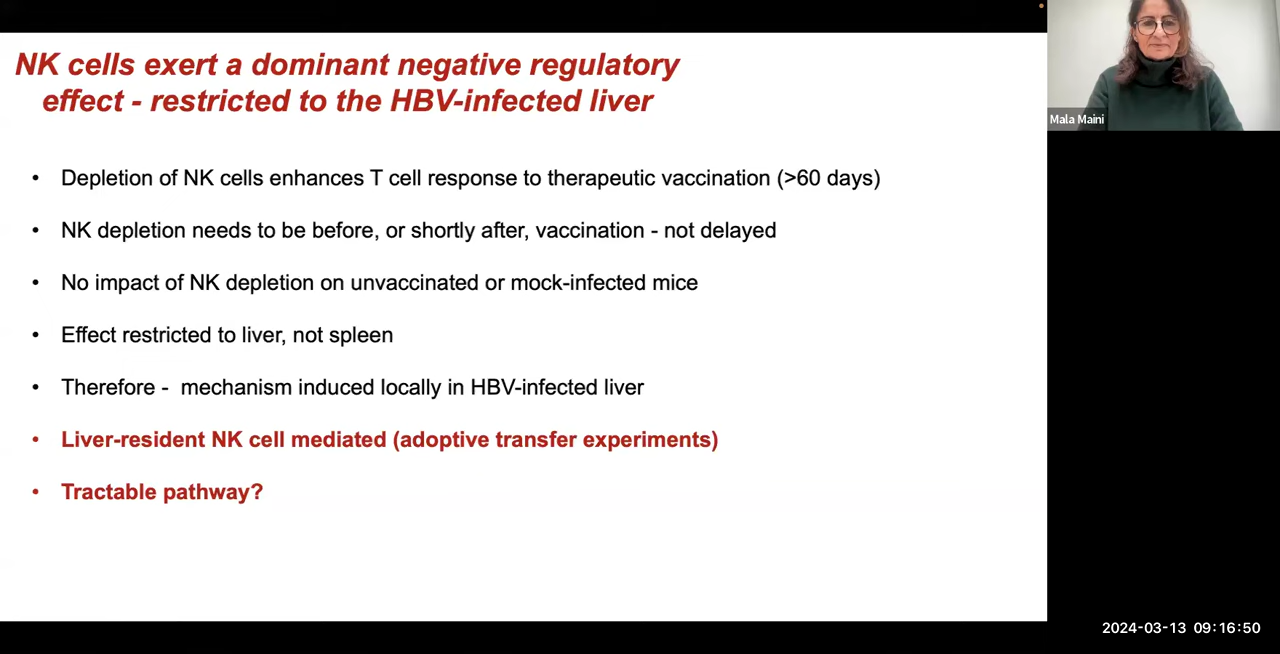 NK cells exert a dominant negative regulatory
effect - restricted to the HBV-infected liver
Mala Maini
• Depletion of NK cells enhances T cell response to therapeutic vaccination (>60 days)
• NK depletion needs to be before, or shortly after, vaccination - not delayed
• No impact of NK depletion on unvaccinated or mock-infected mice
• Effect restricted to liver, not spleen
• Therefore -  mechanism induced locally in HBV-infected liver
• Liver-resident NK cell mediated (adoptive transfer experiments)
• Tractable pathway?
2024-03-13 09:16:50